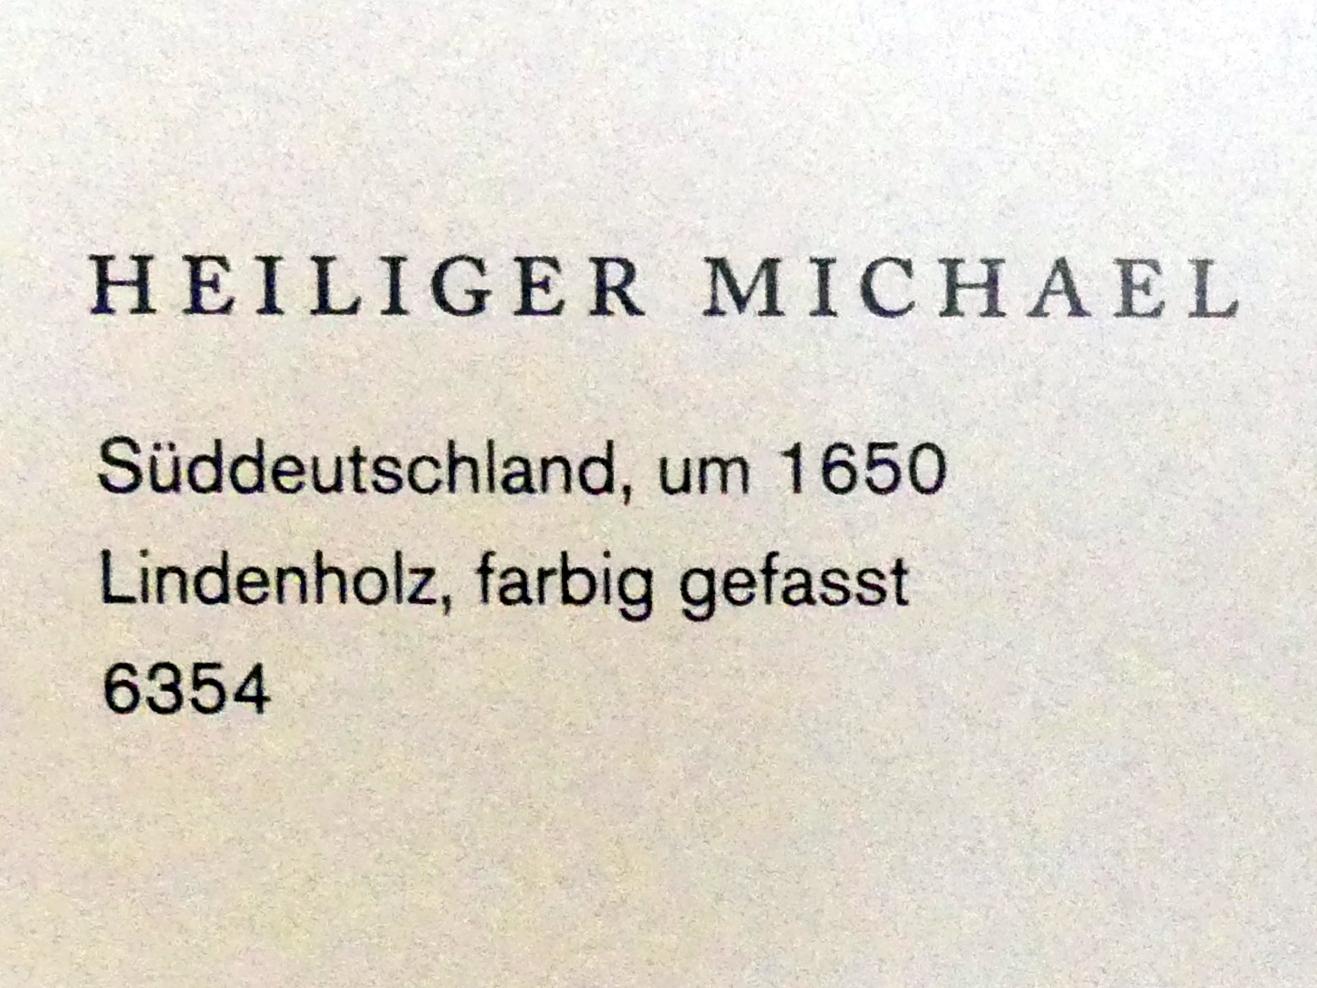 HEILIGER MICHAEL
Süddeutschland, um 1650
Lindenholz, farbig gefasst
6354